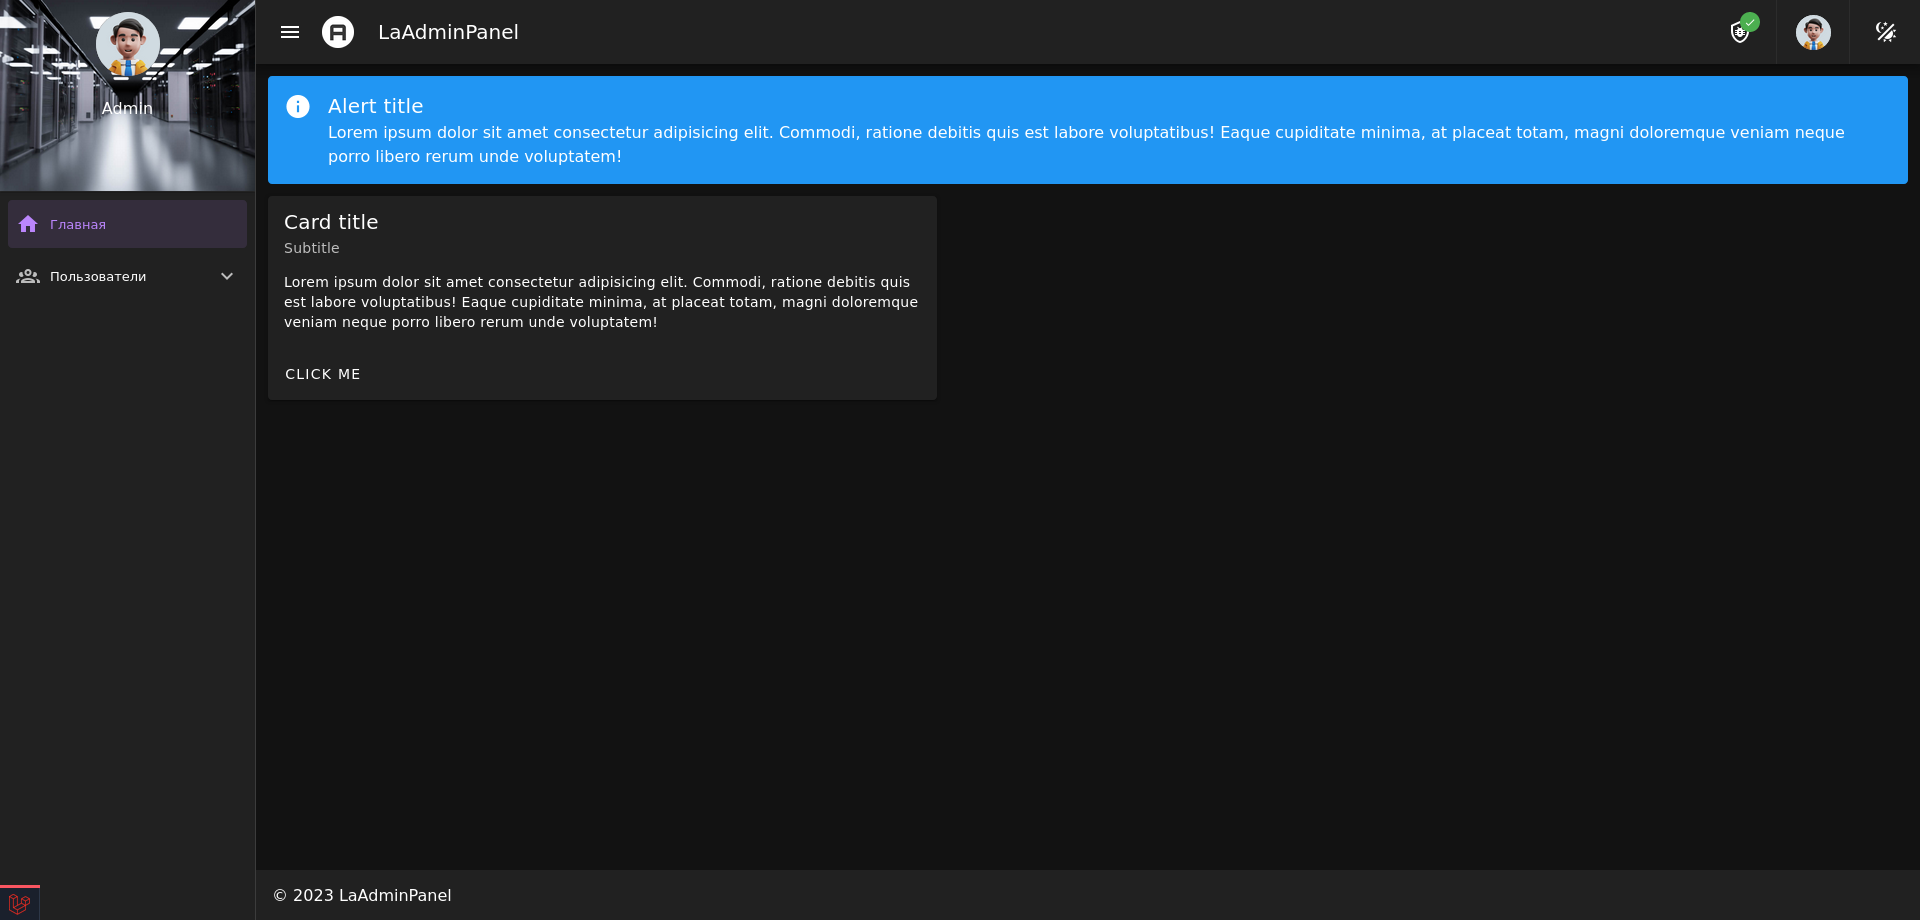 Admin
Главная
Пользователи
LaAdminPanel
Alert title
Lorem ipsum dolor sit amet consectetur adipisicing elit. Commodi, ratione debitis quis est labore voluptatibus! Eaque cupiditate minima, at placeat totam, magni doloremque veniam neque
porro libero rerum unde voluptatem!
Card title
Subtitle
Lorem ipsum dolor sit amet consectetur adipisicing elit. Commodi, ratione debitis quis
est labore voluptatibus! Eaque cupiditate minima, at placeat totam, magni doloremque
veniam neque porro libero rerum unde voluptatem!
CLICK ME
© 2023 LaAdminPanel